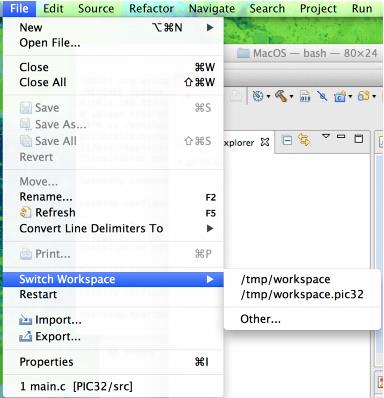 File Edit Source Refactor Navigate Search Project Run
New ⌥⌘N ▶
Open File...
MacOS — bash — 80×24
Close ⌘W
Close All ⇧⌘W
Save ⌘S
Save As...
Save All ⇧⌘S
xplorer
Revert
Move...
Rename... F2
Refresh F5
Convert Line Delimiters To ▶
Print... ⌘P
Switch Workspace ▶
/tmp/workspace
Restart
/tmp/workspace.pic32
Other...
Import...
Export...
Properties ⌘I
1 main.c [PIC32/src]